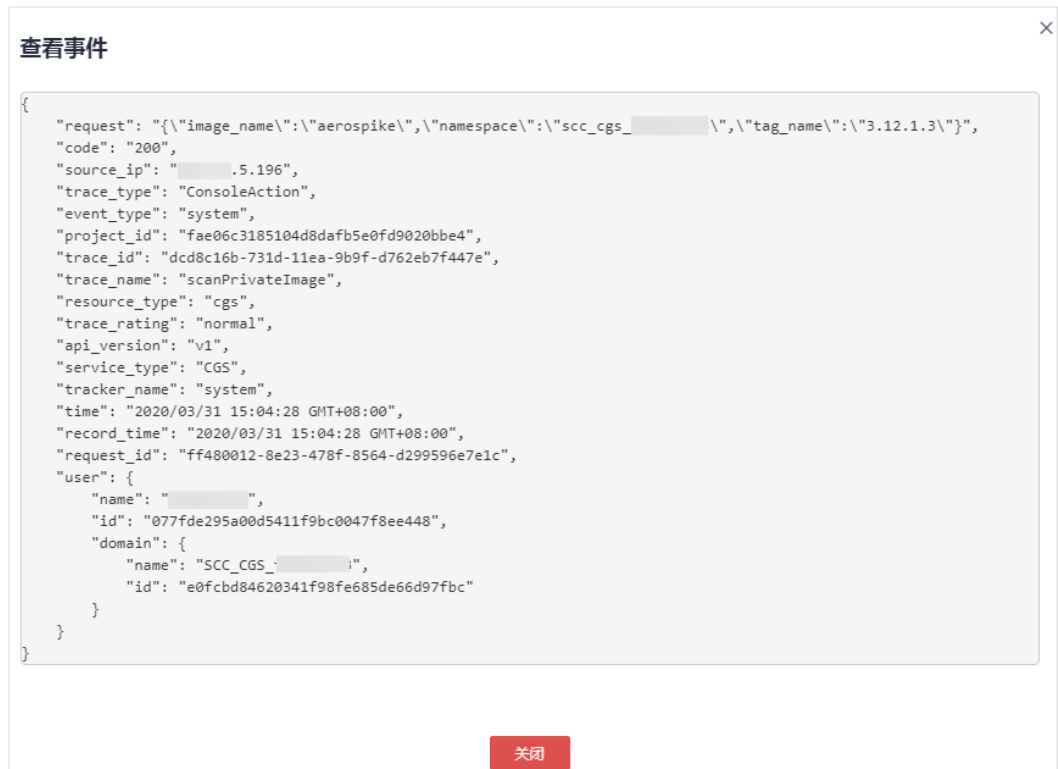 查看事件
×
{
"request": "{\"image_name\":\"aerospike\",\"namespace\":\"scc_cgs_ \",\"tag_name\":\"3.12.1.3\"}",
"code": "200",
"source_ip": " .5.196",
"trace_type": "ConsoleAction",
"event_type": "system",
"project_id": "fae06c3185104d8dafb5e0fd9020bbe4",
"trace_id": "dcd8c16b-731d-11ea-9b9f-d762eb7f447e",
"trace_name": "scanPrivateImage",
"resource_type": "cgs",
"trace_rating": "normal",
"api_version": "v1",
"service_type": "CGS",
"tracker_name": "system",
"time": "2020/03/31 15:04:28 GMT+08:00",
"record_time": "2020/03/31 15:04:28 GMT+08:00",
"request_id": "ff480012-8e23-478f-8564-d299596e7e1c",
"user": {
"name": " ",
"id": "077fde295a00d5411f9bc0047f8ee448",
"domain": {
"name": "SCC_CGS_ ",
"id": "e0fcbd84620341f98fe685de66d97fbc"
}
}
}
关闭